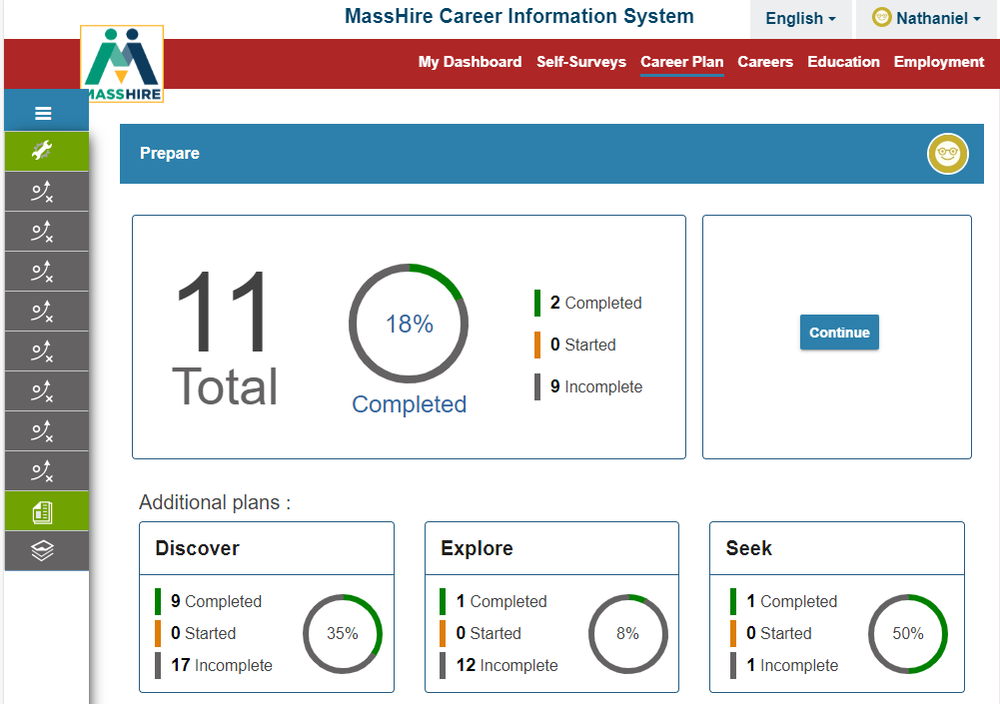 MassHire Career Information System
English
Nathaniel
MASSHIRE
My Dashboard Self-Surveys Career Plan Careers Education Employment
Prepare
11
Total
18%
Completed
2 Completed
0 Started
9 Incomplete
Continue
Additional plans :
Discover
9 Completed
0 Started
17 Incomplete
35%
Explore
1 Completed
0 Started
12 Incomplete
8%
Seek
1 Completed
0 Started
1 Incomplete
50%